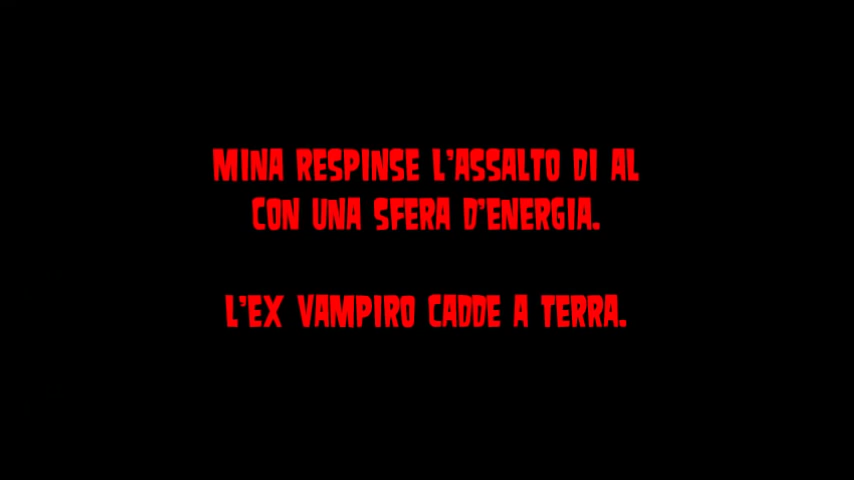 MINA RESPINSE L'ASSALTO DI AL
CON UNA SFERA D'ENERGIA.
L'EX VAMPIRO CADDE A TERRA.